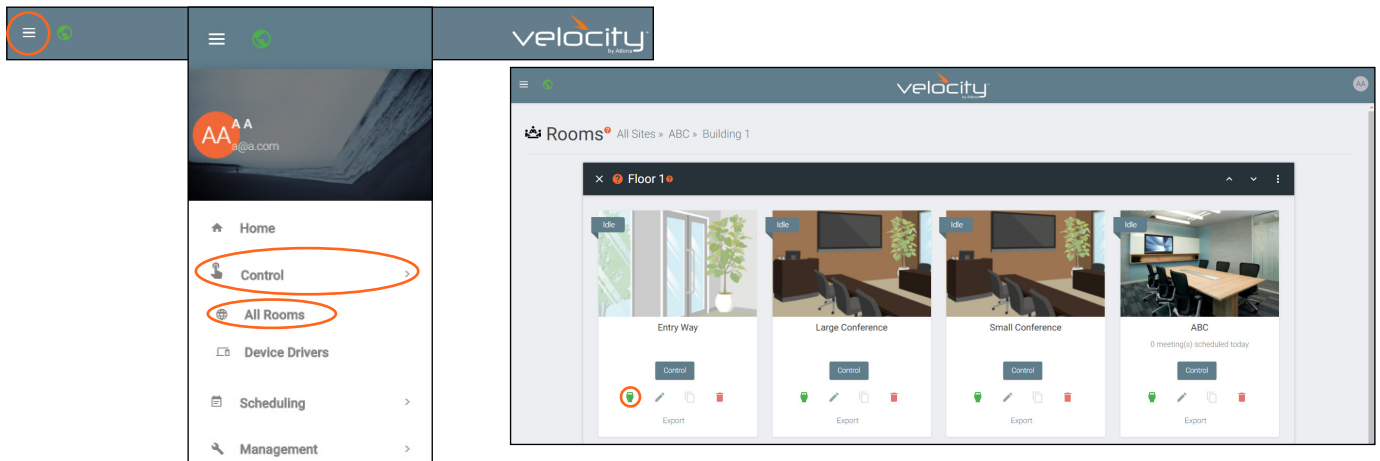 velocity
by Atlona
AA
A A
a@a.com
Home
Control
All Rooms
Device Drivers
Scheduling
Management
velocity
by Atlona
AA
Rooms? All Sites » ABC » Building 1
? Floor 1?
Idle
Idle
Idle
Idle
Entry Way
Large Conference
Small Conference
ABC
0 meeting(s) scheduled today
Control
Control
Control
Control
Export
Export
Export
Export